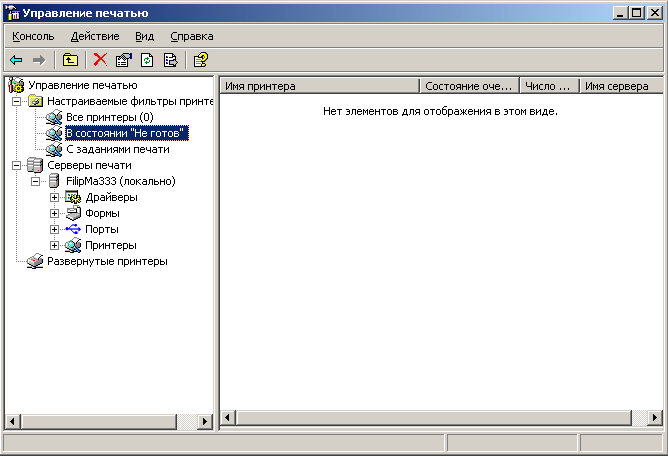 Управление печатью
Консоль Действие Вид Справка
Управление печатью
Настраиваемые фильтры принте
Все принтеры (0)
В состоянии "Не готов"
С заданиями печати
Серверы печати
FilipMa333 (локально)
Драйверы
Формы
Порты
Принтеры
Развернутые принтеры
Имя принтера Состояние оче... Число ... Имя сервера
Нет элементов для отображения в этом виде.